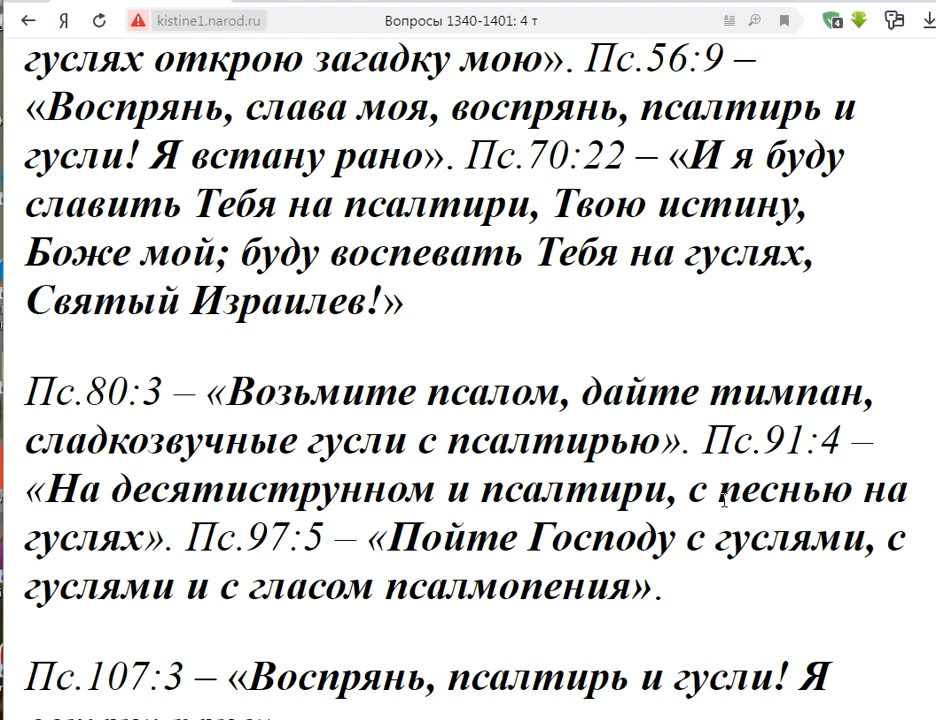 kistine1.narod.ru
Вопросы 1340-1401: 4 т
4
гуслях открою загадку мою». Пс.56:9 –
«Воспрянь, слава моя, воспрянь, псалтирь и
гусли! Я встану рано». Пс.70:22 – «И я буду
славить Тебя на псалтири, Твою истину,
Боже мой; буду воспевать Тебя на гуслях,
Святый Израилев!»
Пс.80:3 – «Возьмите псалом, дайте тимпан,
сладкозвучные гусли с псалтирью». Пс.91:4 –
«На десятиструнном и псалтири, с песнью на
гуслях». Пс.97:5 – «Пойте Господу с гуслями, с
гуслями и с гласом псалмопения».
Пс.107:3 – «Воспрянь, псалтирь и гусли! Я